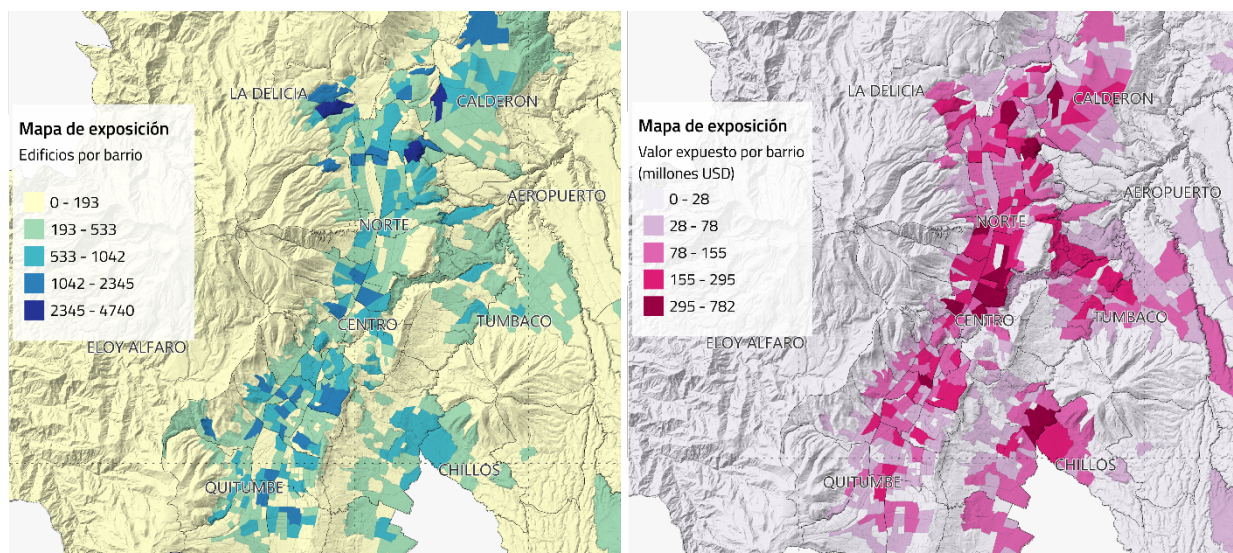 Mapa de exposición
Edificios por barrio
0 - 193
193 - 533
533 - 1042
1042 - 2345
2345 - 4740
LA DELICIA
CALDERON
AEROPUERTO
NORTE
CENTRO
TUMBACO
ELOY ALFARO
QUITUMBE
CHILLOS
Mapa de exposición
Valor expuesto por barrio
(millones USD)
0 - 28
28 - 78
78 - 155
155 - 295
295 - 782
LA DELICIA
CALDERON
AEROPUERTO
NORTE
CENTRO
TUMBACO
ELOY ALFARO
QUITUMBE
CHILLOS